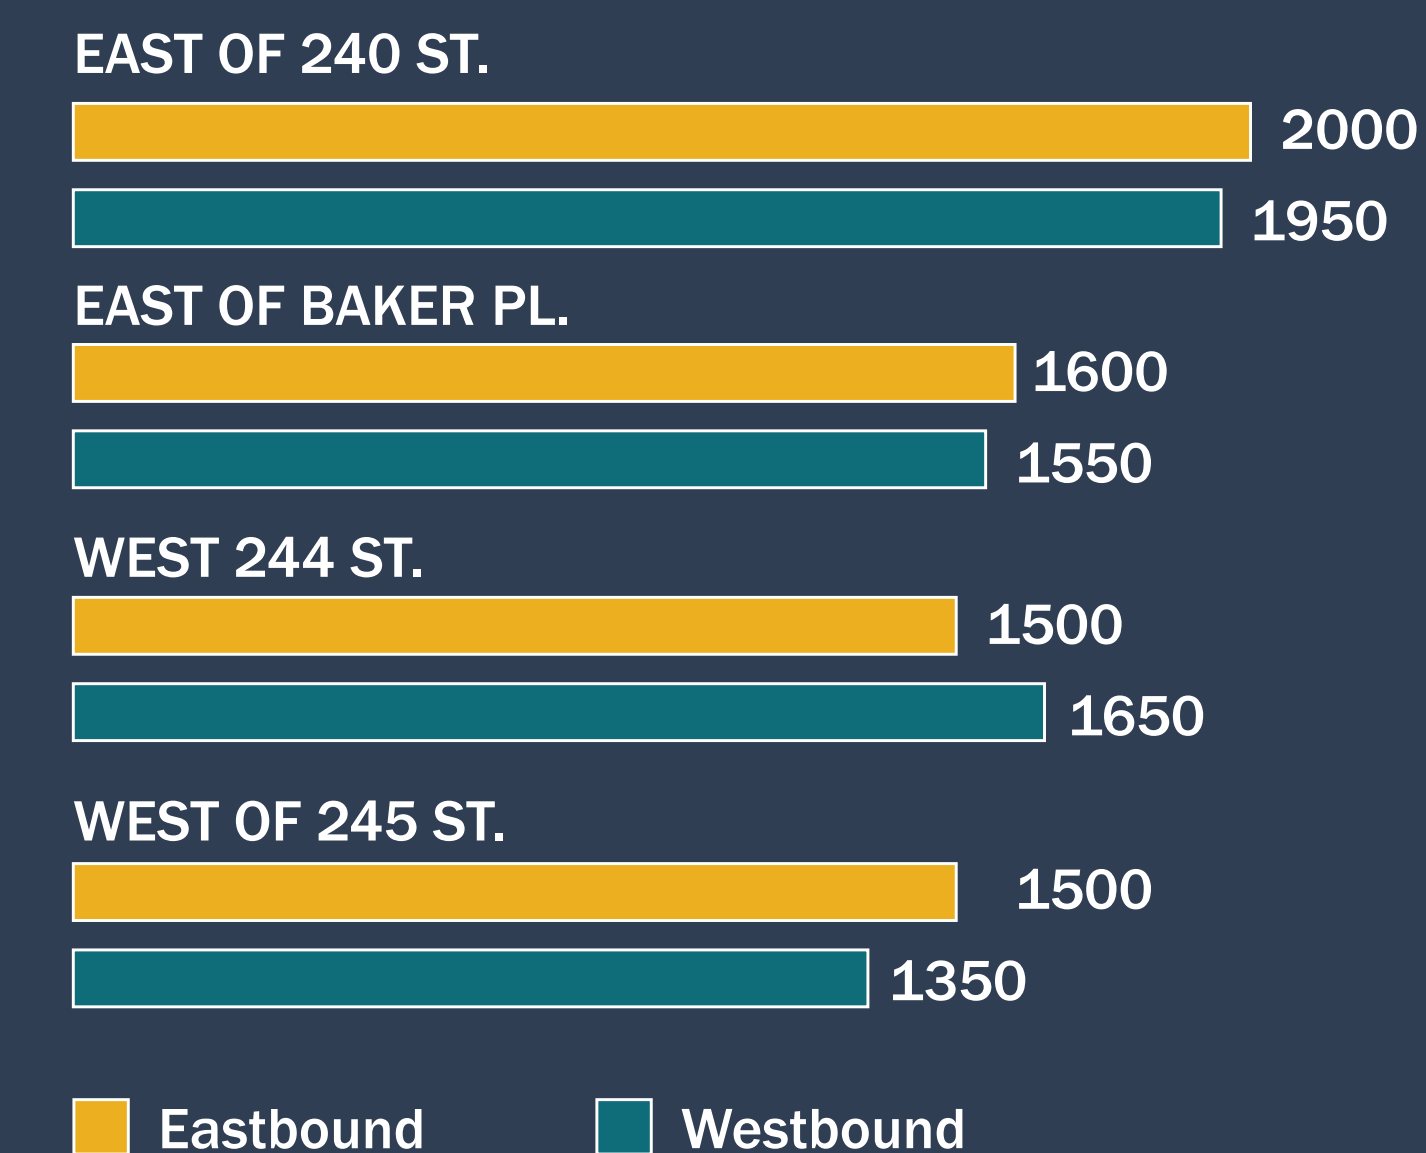 EAST OF 240 ST.
2000
1950
EAST OF BAKER PL.
1600
1550
WEST 244 ST.
1500
1650
WEST OF 245 ST.
1500
1350
Eastbound Westbound